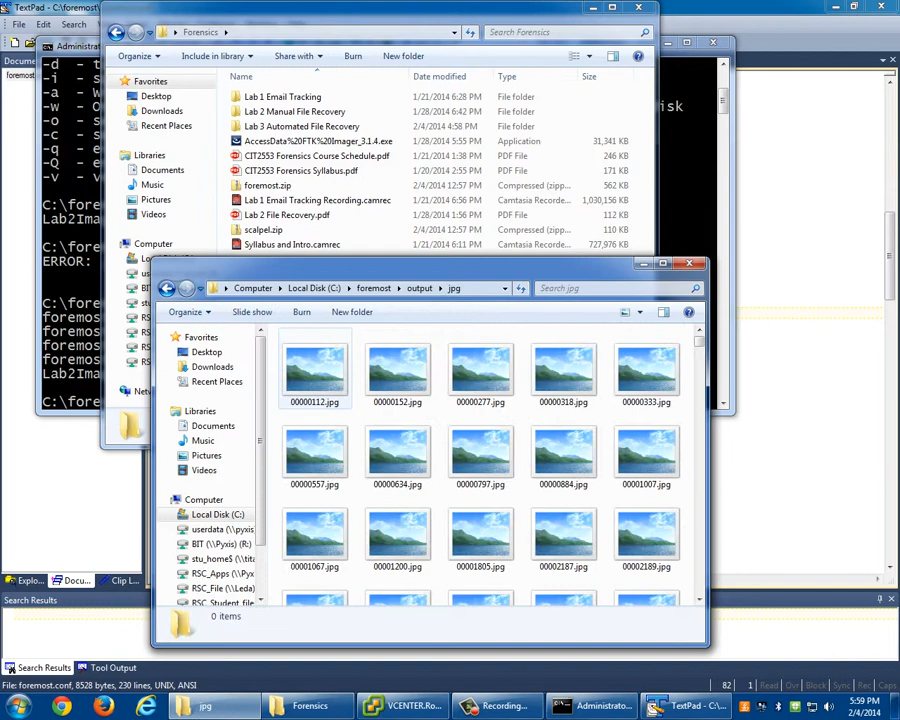 TextPad - [C:\foremost
File Edit Search
Docume
foremost
Administrato
-d - t
-i - s
-a - W
-w - O
-o - s
-c - s
-q - e
-Q - e
-v - v
isk
C:\fore
Lab2Ima
C:\fore
ERROR:
C:\fore
foremos
foremos
foremos
foremos
Lab2Ima
C:\fore
Forensics
Search Forensics
Organize Include in library Share with Burn New folder
Favorites
Desktop
Downloads
Recent Places
Libraries
Documents
Music
Pictures
Videos
Computer
Loca
use
BIT (
stu
RS
RS
RS
Netw
Name Date modified Type Size
Lab 1 Email Tracking 1/21/2014 6:28 PM File folder
Lab 2 Manual File Recovery 1/28/2014 6:42 PM File folder
Lab 3 Automated File Recovery 2/4/2014 4:58 PM File folder
AccessData%20FTK%20Imager_3.1.4.exe 1/21/2014 6:28 PM Application 31,341 KB
CIT2553 Forensics Course Schedule.pdf 1/21/2014 1:38 PM PDF File 246 KB
CIT2553 Forensics Syllabus.pdf 1/20/2014 2:55 PM PDF File 171 KB
foremost.zip 2/4/2014 12:57 PM Compressed (zipp... 562 KB
Lab 1 Email Tracking Recording.camrec 1/21/2014 6:56 PM Camtasia Recorde... 1,030,156 KB
Lab 2 File Recovery.pdf 1/28/2014 1:56 PM PDF File 112 KB
scalpel.zip 2/4/2014 12:57 PM Compressed (zipp... 110 KB
Syllabus and Intro.camrec 1/21/2014 6:11 PM Camtasia Recorde... 727,976 KB
Computer Local Disk (C:) foremost output jpg
Search jpg
Organize Slide show Burn New folder
Favorites
Desktop
Downloads
Recent Places
Libraries
Documents
Music
Pictures
Videos
Computer
Local Disk (C:)
userdata (\\pyxis)
BIT (\\Pyxis) (R:)
stu_home$ (\\tita
RSC_Apps (\\Pyx
RSC_File (\\Leda)
RSC_Student_file
00000112.jpg 00000152.jpg 00000277.jpg 00000318.jpg 00000333.jpg
00000557.jpg 00000634.jpg 00000797.jpg 00000884.jpg 00001007.jpg
00001067.jpg 00001200.jpg 00001805.jpg 00002187.jpg 00002189.jpg
0 items
Explo... Docu... Clip L...
Search Results
Search Results Tool Output
File: foremost.conf, 8528 bytes, 230 lines, UNIX, ANSI
82 1 Read Ovr Block Sync Rec Caps
jpg Forensics VCENTER.Ro... Recording... Administrato... TextPad - C:\...
5:59 PM
2/4/2014